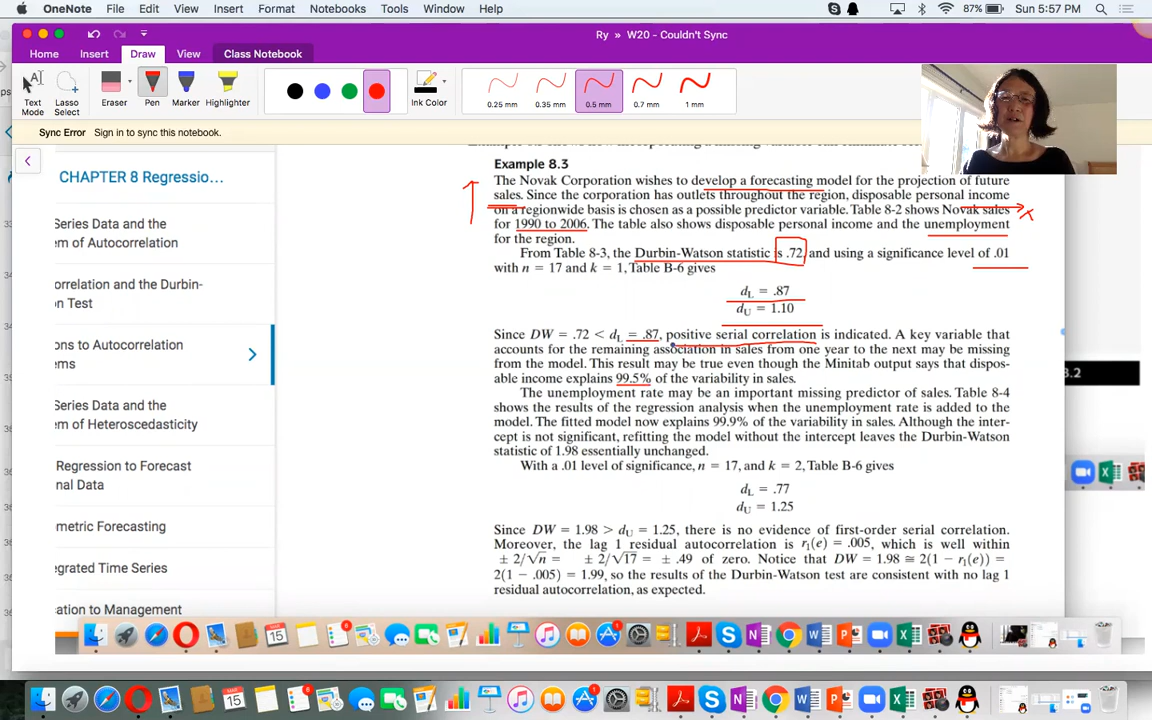 OneNote File Edit View Insert Format Notebooks Tools Window Help
87% Sun 5:57 PM
Ry » W20 - Couldn't Sync
Home Insert Draw View Class Notebook
Text Mode
Lasso Select
Eraser
Pen
Marker
Highlighter
Ink Color
0.25 mm
0.35 mm
0.5 mm
0.7 mm
1 mm
Sync Error Sign in to sync this notebook.
CHAPTER 8 Regressio...
Series Data and the
em of Autocorrelation
orrelation and the Durbin-
on Test
ons to Autocorrelation
ems
Series Data and the
em of Heteroscedasticity
Regression to Forecast
nal Data
metric Forecasting
egrated Time Series
cation to Management
Example 8.3
The Novak Corporation wishes to develop a forecasting model for the projection of future
sales. Since the corporation has outlets throughout the region, disposable personal income
on a regionwide basis is chosen as a possible predictor variable. Table 8-2 shows Novak sales
for 1990 to 2006. The table also shows disposable personal income and the unemployment
for the region.
From Table 8-3, the Durbin-Watson statistic is .72, and using a significance level of .01
with n = 17 and k = 1, Table B-6 gives
dL = .87
dU = 1.10
Since DW = .72 < dL = .87, positive serial correlation is indicated. A key variable that
accounts for the remaining association in sales from one year to the next may be missing
from the model. This result may be true even though the Minitab output says that dispos-
able income explains 99.5% of the variability in sales.
The unemployment rate may be an important missing predictor of sales. Table 8-4
shows the results of the regression analysis when the unemployment rate is added to the
model. The fitted model now explains 99.9% of the variability in sales. Although the inter-
cept is not significant, refitting the model without the intercept leaves the Durbin-Watson
statistic of 1.98 essentially unchanged.
With a .01 level of significance, n = 17, and k = 2, Table B-6 gives
dL = .77
dU = 1.25
Since DW = 1.98 > dU = 1.25, there is no evidence of first-order serial correlation.
Moreover, the lag 1 residual autocorrelation is r1(e) = .005, which is well within
± 2/√n = ± 2/√17 = ± .49 of zero. Notice that DW = 1.98 ≅ 2(1 − r1(e)) =
2(1 − .005) = 1.99, so the results of the Durbin-Watson test are consistent with no lag 1
residual autocorrelation, as expected.
3.2